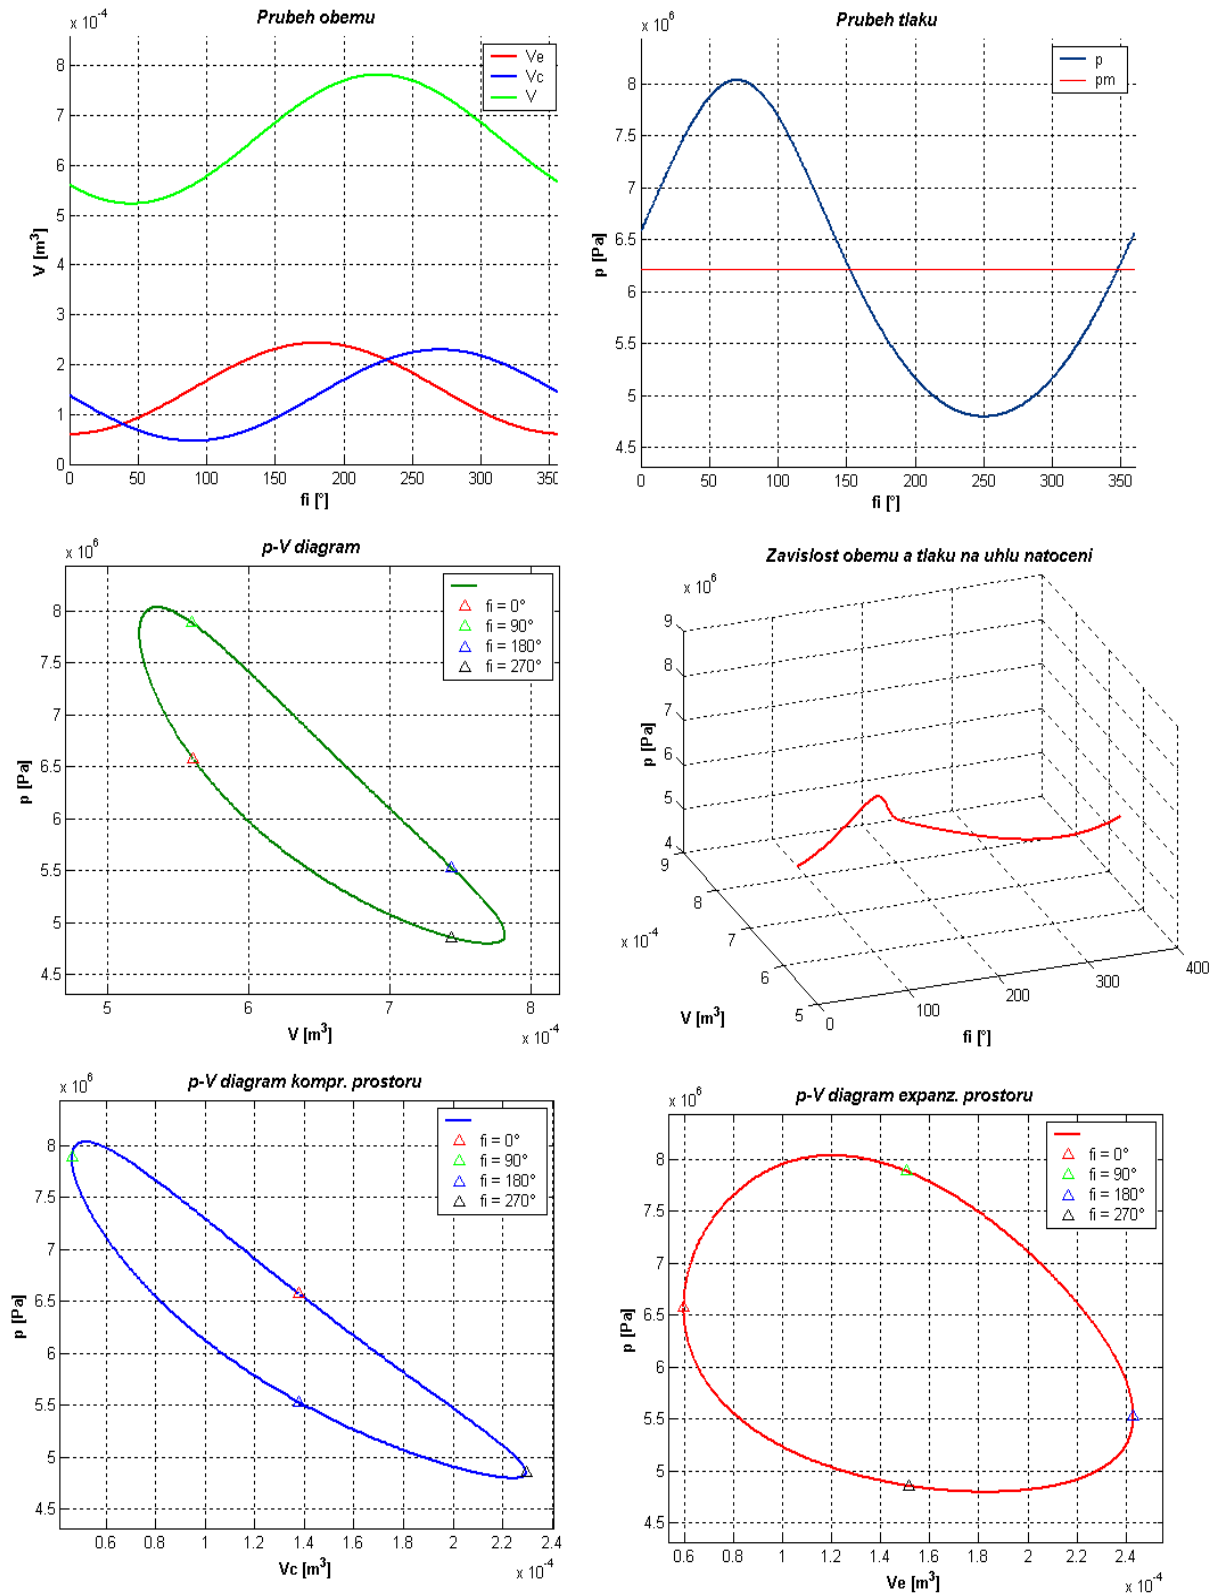 Prubeh obemu
x 10^-4
8
7
6
5
4
3
2
1
0
V [m^3]
Ve
Vc
V
0 50 100 150 200 250 300 35
fi [°]
Prubeh tlaku
x 10^6
8
7.5
7
6.5
6
5.5
5
4.5
p [Pa]
p
pm
0 50 100 150 200 250 300 350
fi [°]
p-V diagram
x 10^6
8
7.5
7
6.5
6
5.5
5
4.5
p [Pa]
fi = 0°
fi = 90°
fi = 180°
fi = 270°
5 6 7 8
V [m^3]
x 10^-4
Zavislost obemu a tlaku na uhlu natoceni
x 10^6
9
8
7
6
5
4
p [Pa]
9
8
7
6
5
x 10^-4
V [m^3]
0 100 200 300 400
fi [°]
p-V diagram kompr. prostoru
x 10^6
8
7.5
7
6.5
6
5.5
5
4.5
p [Pa]
fi = 0°
fi = 90°
fi = 180°
fi = 270°
0.6 0.8 1 1.2 1.4 1.6 1.8 2 2.2 2.4
Vc [m^3]
x 10^-4
p-V diagram expanz. prostoru
x 10^6
8
7.5
7
6.5
6
5.5
5
4.5
p [Pa]
fi = 0°
fi = 90°
fi = 180°
fi = 270°
0.6 0.8 1 1.2 1.4 1.6 1.8 2 2.2 2.4
Ve [m^3]
x 10^-4